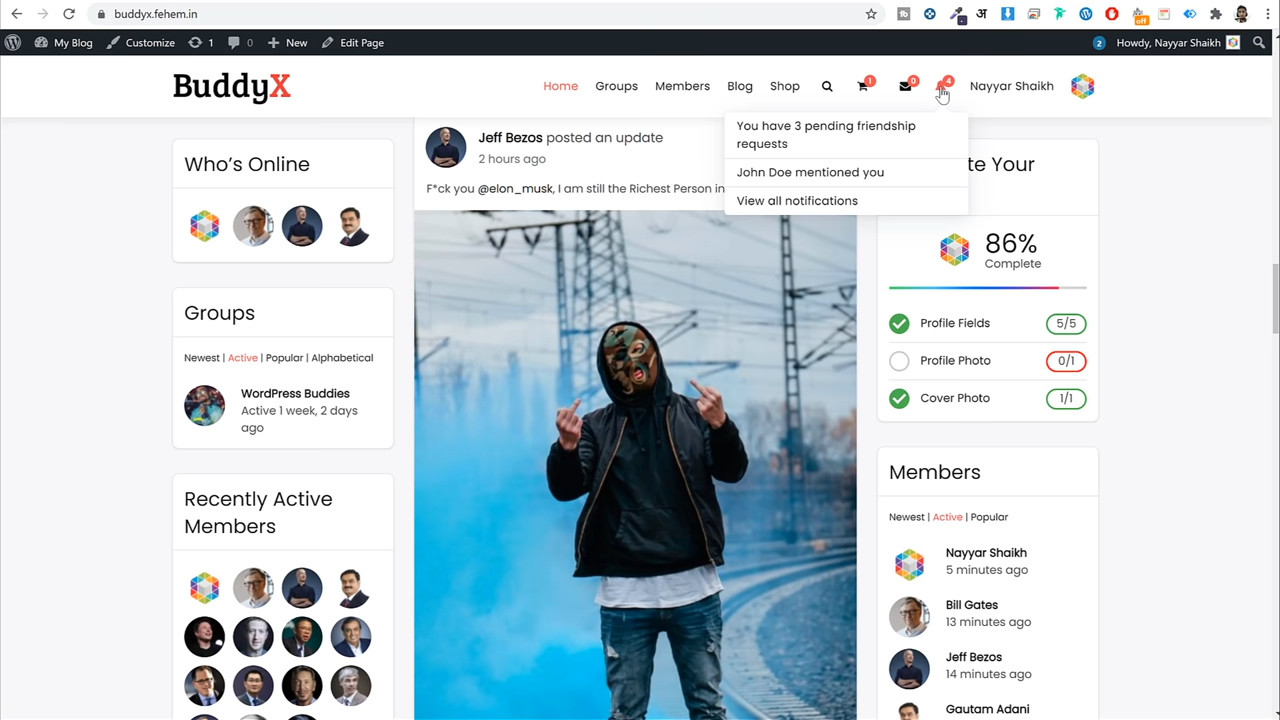 buddyx.fehem.in
off
My Blog
Customize
1
0
New
Edit Page
2
Howdy, Nayyar Shaikh
BuddyX
Home
Groups
Members
Blog
Shop
1
0
4
Nayyar Shaikh
You have 3 pending friendship
requests
John Doe mentioned you
View all notifications
Who's Online
Groups
Newest | Active | Popular | Alphabetical
WordPress Buddies
Active 1 week, 2 days
ago
Recently Active
Members
Jeff Bezos posted an update
2 hours ago
F*ck you @elon_musk, I am still the Richest Person in
te Your
86%
Complete
Profile Fields
5/5
Profile Photo
0/1
Cover Photo
1/1
Members
Newest | Active | Popular
Nayyar Shaikh
5 minutes ago
Bill Gates
13 minutes ago
Jeff Bezos
14 minutes ago
Gautam Adani